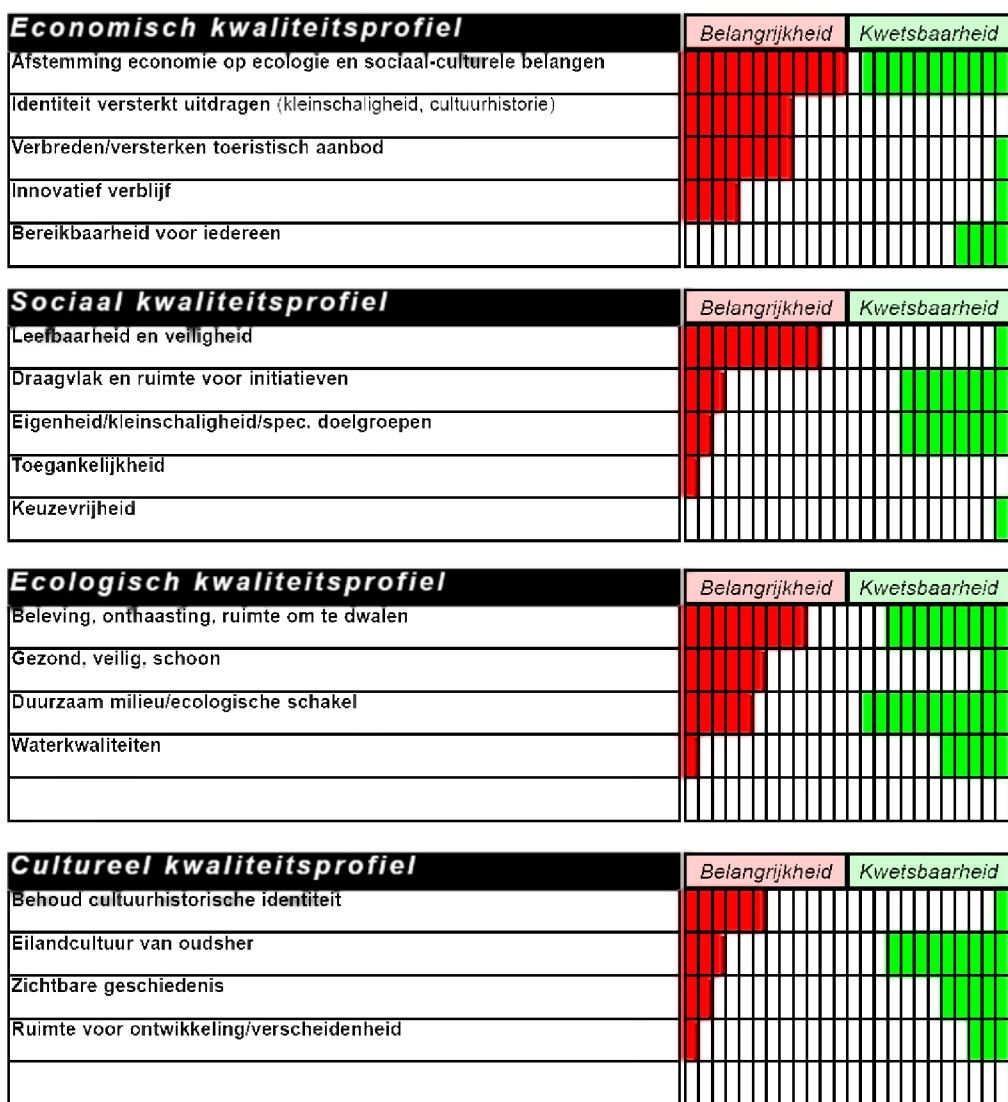 Economisch kwaliteitsprofiel Belangrijkheid Kwetsbaarheid
Afstemming economie op ecologie en sociaal-culturele belangen
Identiteit versterkt uitdragen (kleinschaligheid, cultuurhistorie)
Verbreden/versterken toeristisch aanbod
Innovatief verblijf
Bereikbaarheid voor iedereen
Sociaal kwaliteitsprofiel Belangrijkheid Kwetsbaarheid
Leefbaarheid en veiligheid
Draagvlak en ruimte voor initiatieven
Eigenheid/kleinschaligheid/spec. doelgroepen
Toegankelijkheid
Keuzevrijheid
Ecologisch kwaliteitsprofiel Belangrijkheid Kwetsbaarheid
Beleving, onthaasting, ruimte om te dwalen
Gezond, veilig, schoon
Duurzaam milieu/ecologische schakel
Waterkwaliteiten
Cultureel kwaliteitsprofiel Belangrijkheid Kwetsbaarheid
Behoud cultuurhistorische identiteit
Eilandcultuur van oudsher
Zichtbare geschiedenis
Ruimte voor ontwikkeling/verscheidenheid